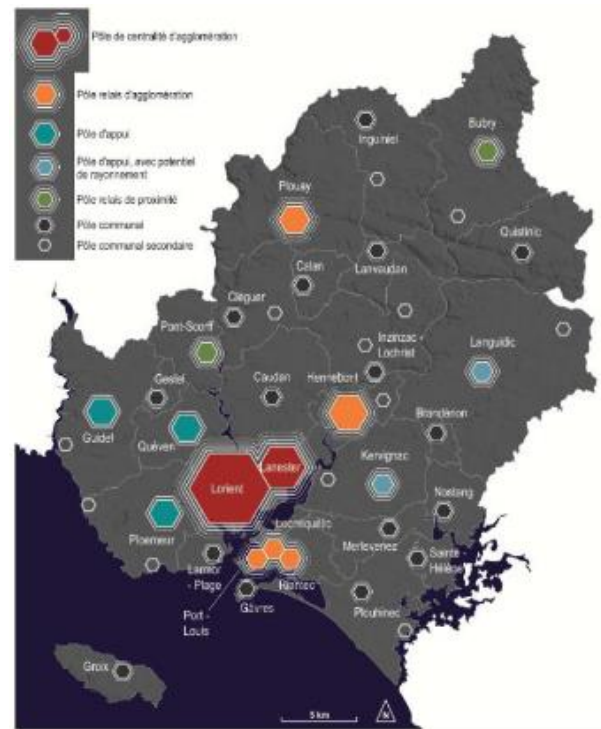 Pôle de centralité d'agglomération
Pôle relais d'agglomération
Pôle d'appui
Pôle d'appui, avec potentiel
de rayonnement
Pôle relais de proximité
Pôle communal
Pôle communal secondaire
Inguiniel
Bubry
Plouay
Quistinic
Lanvaudan
Calan
Cléguer
Pont-Scorff
Inzinzac -
Lochrist
Languidic
Gestel
Caudan
Hennebont
Brandérion
Guidel
Quéven
Kervignac
Lanester
Lorient
Nostang
Locmiquélic
Ploemeur
Merlevenez
Sainte
Hélène
Larmor
- Plage
Riantec
Gâvres
Plouhinec
Port -
Louis
Groix
5 km
N